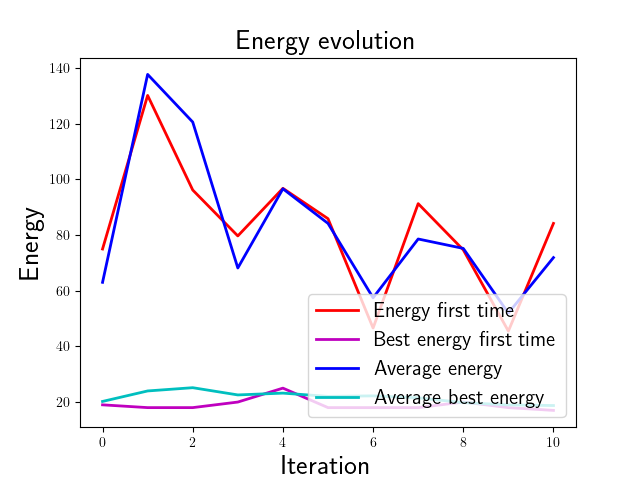 Energy evolution
140
120
100
80
60
40
20
Energy
0
2
4
6
8
10
Iteration
Energy first time
Best energy first time
Average energy
Average best energy